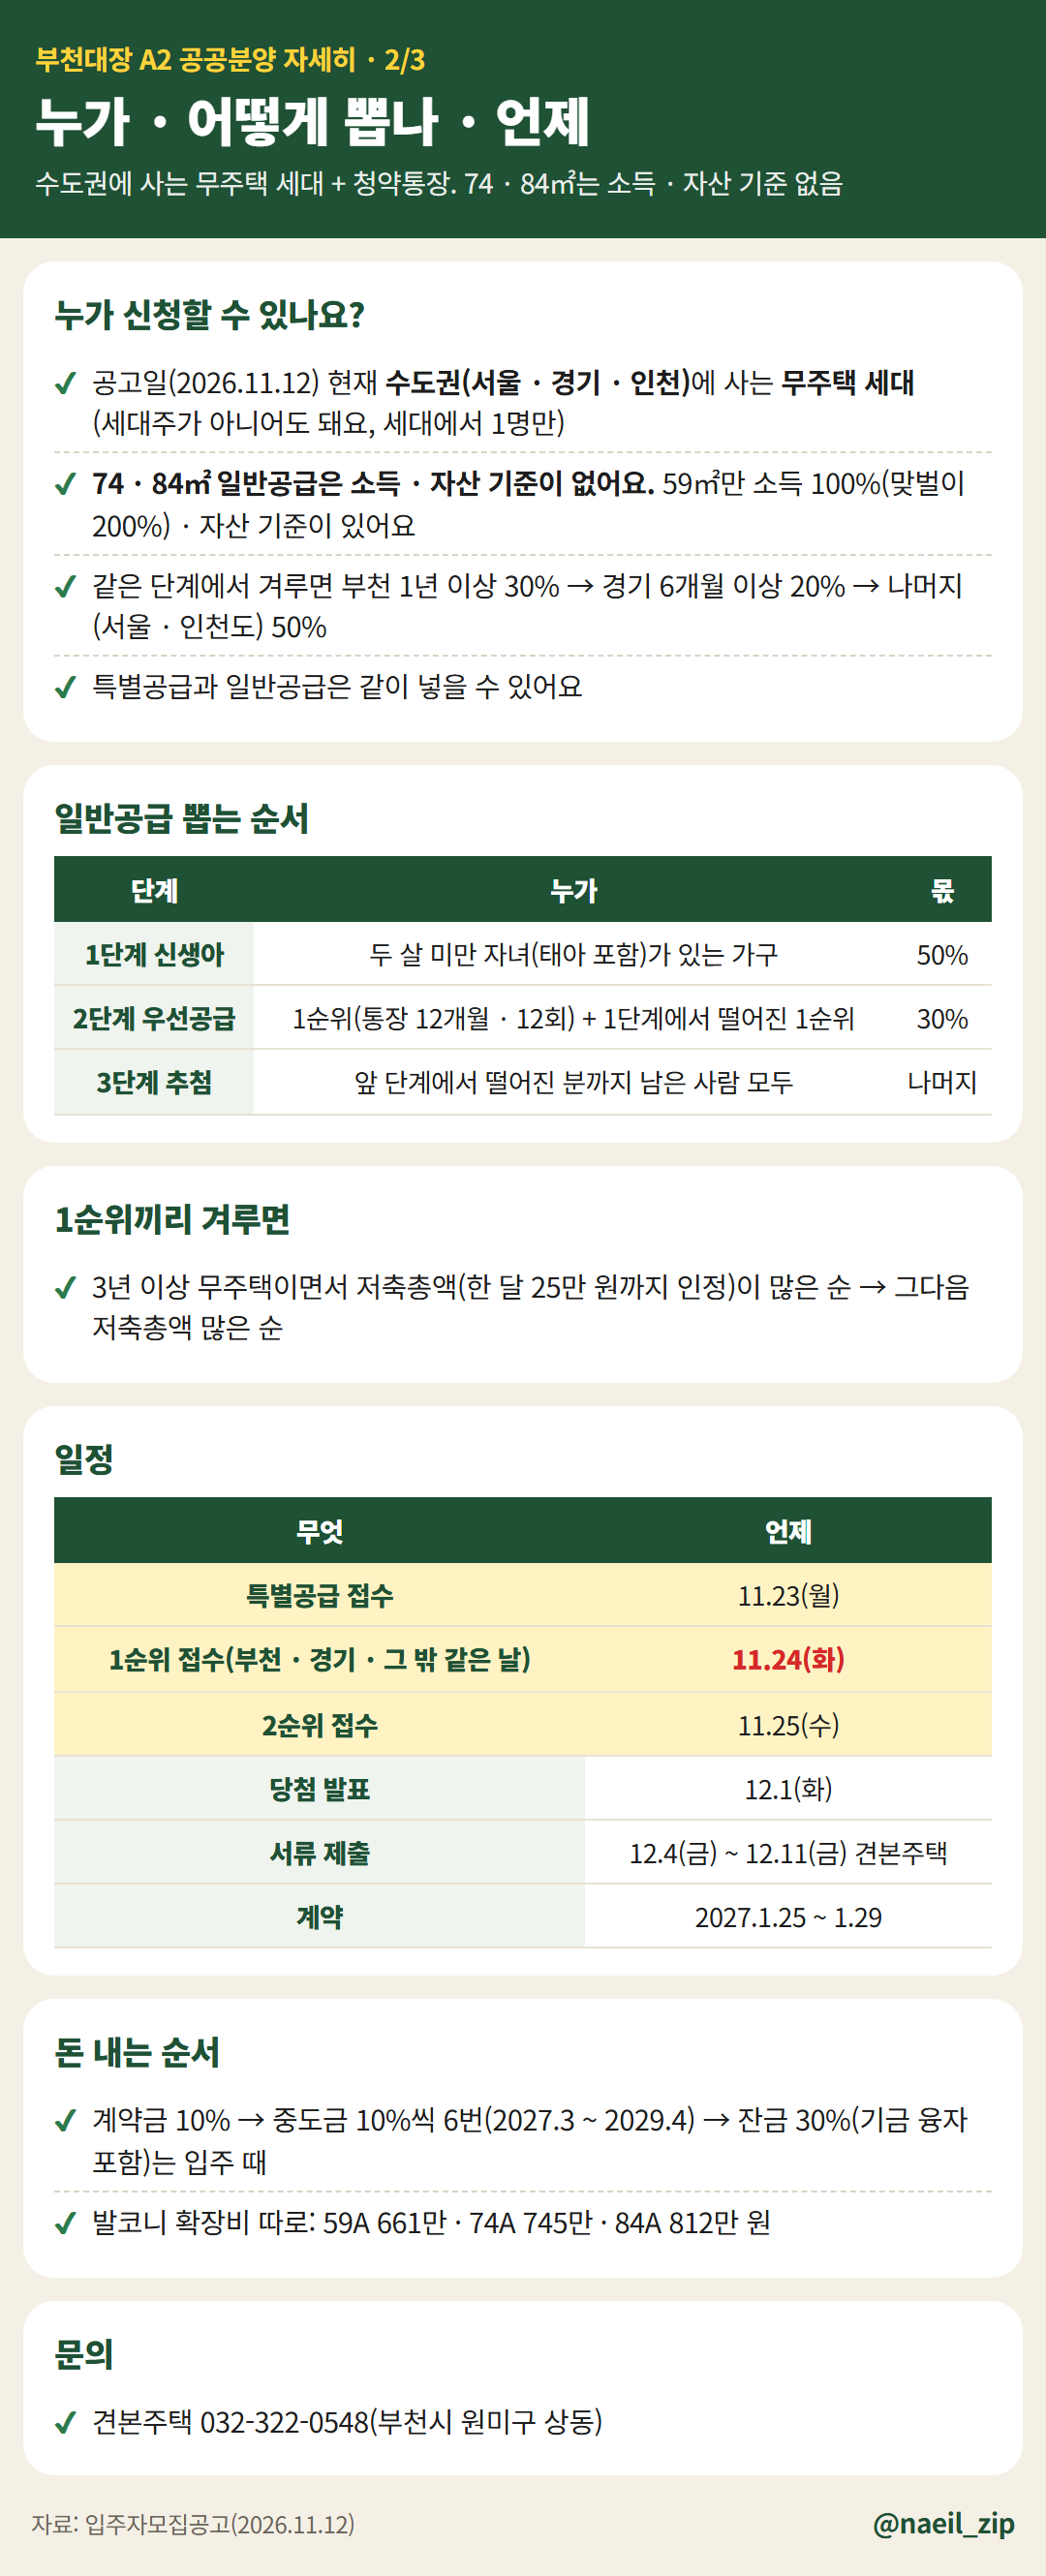 부천대장 A2 공공분양 자세히 · 2/3
누가 · 어떻게 뽑나 · 언제
수도권에 사는 무주택 세대 + 청약통장. 74 · 84㎡는 소득 · 자산 기준 없음
누가 신청할 수 있나요?
✔ 공고일(2026.11.12) 현재 수도권(서울 · 경기 · 인천)에 사는 무주택 세대
(세대주가 아니어도 돼요, 세대에서 1명만)
✔ 74 · 84㎡ 일반공급은 소득 · 자산 기준이 없어요. 59㎡만 소득 100%(맞벌이
200%) · 자산 기준이 있어요
✔ 같은 단계에서 겨루면 부천 1년 이상 30% → 경기 6개월 이상 20% → 나머지
(서울 · 인천도) 50%
✔ 특별공급과 일반공급은 같이 넣을 수 있어요
일반공급 뽑는 순서
단계 누가 몫
1단계 신생아 두 살 미만 자녀(태아 포함)가 있는 가구 50%
2단계 우선공급 1순위(통장 12개월 · 12회) + 1단계에서 떨어진 1순위 30%
3단계 추첨 앞 단계에서 떨어진 분까지 남은 사람 모두 나머지
1순위끼리 겨루면
✔ 3년 이상 무주택이면서 저축총액(한 달 25만 원까지 인정)이 많은 순 → 그다음
저축총액 많은 순
일정
무엇 언제
특별공급 접수 11.23(월)
1순위 접수(부천 · 경기 · 그 밖 같은 날) 11.24(화)
2순위 접수 11.25(수)
당첨 발표 12.1(화)
서류 제출 12.4(금) ~ 12.11(금) 견본주택
계약 2027.1.25 ~ 1.29
돈 내는 순서
✔ 계약금 10% → 중도금 10%씩 6번(2027.3 ~ 2029.4) → 잔금 30%(기금 융자
포함)는 입주 때
✔ 발코니 확장비 따로: 59A 661만 · 74A 745만 · 84A 812만 원
문의
✔ 견본주택 032-322-0548(부천시 원미구 상동)
자료: 입주자모집공고(2026.11.12)
@naeil_zip